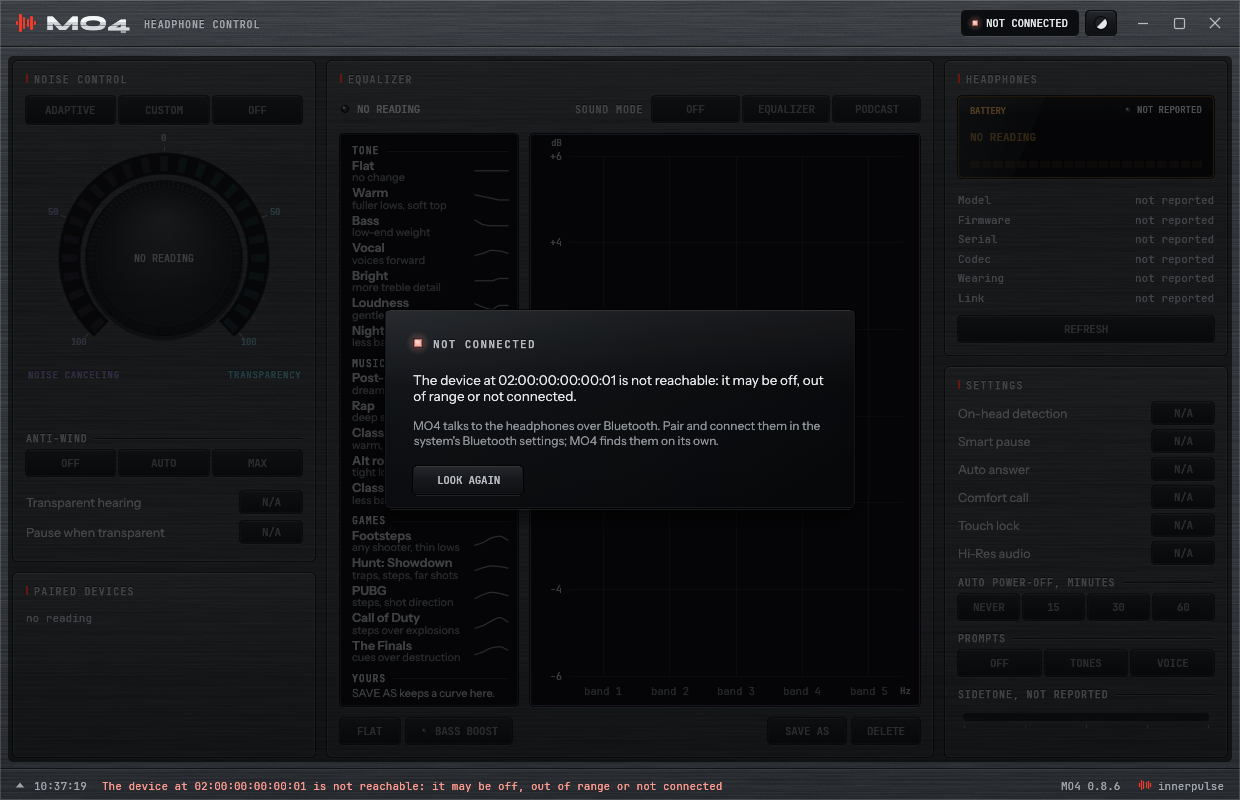 MO4 HEADPHONE CONTROL
NOT CONNECTED
NOISE CONTROL
ADAPTIVE CUSTOM OFF
0
50 50
NO READING
100 100
NOISE CANCELING TRANSPARENCY
ANTI-WIND
OFF AUTO MAX
Transparent hearing N/A
Pause when transparent N/A
PAIRED DEVICES
no reading
EQUALIZER
NO READING
SOUND MODE OFF EQUALIZER PODCAST
TONE
Flat
no change
Warm
fuller lows, soft top
Bass
low-end weight
Vocal
voices forward
Bright
more treble detail
Loudness
gentle
Night
less ba
MUSIC
Post-
dream
Rap
deep s
Class
warm,
Alt ro
tight lo
Class
less ba
GAMES
Footsteps
any shooter, thin lows
Hunt: Showdown
traps, steps, far shots
PUBG
steps, shot direction
Call of Duty
steps over explosions
The Finals
cues over destruction
YOURS
SAVE AS keeps a curve here.
dB
+6
+4
-4
-6
band 1 band 2 band 3 band 4 band 5 Hz
FLAT BASS BOOST SAVE AS DELETE
NOT CONNECTED
The device at 02:00:00:00:00:01 is not reachable: it may be off, out
of range or not connected.
MO4 talks to the headphones over Bluetooth. Pair and connect them in the
system's Bluetooth settings; MO4 finds them on its own.
LOOK AGAIN
HEADPHONES
BATTERY NOT REPORTED
NO READING
Model not reported
Firmware not reported
Serial not reported
Codec not reported
Wearing not reported
Link not reported
REFRESH
SETTINGS
On-head detection N/A
Smart pause N/A
Auto answer N/A
Comfort call N/A
Touch lock N/A
Hi-Res audio N/A
AUTO POWER-OFF, MINUTES
NEVER 15 30 60
PROMPTS
OFF TONES VOICE
SIDETONE, NOT REPORTED
10:37:19 The device at 02:00:00:00:00:01 is not reachable: it may be off, out of range or not connected
MO4 0.8.6 innerpulse